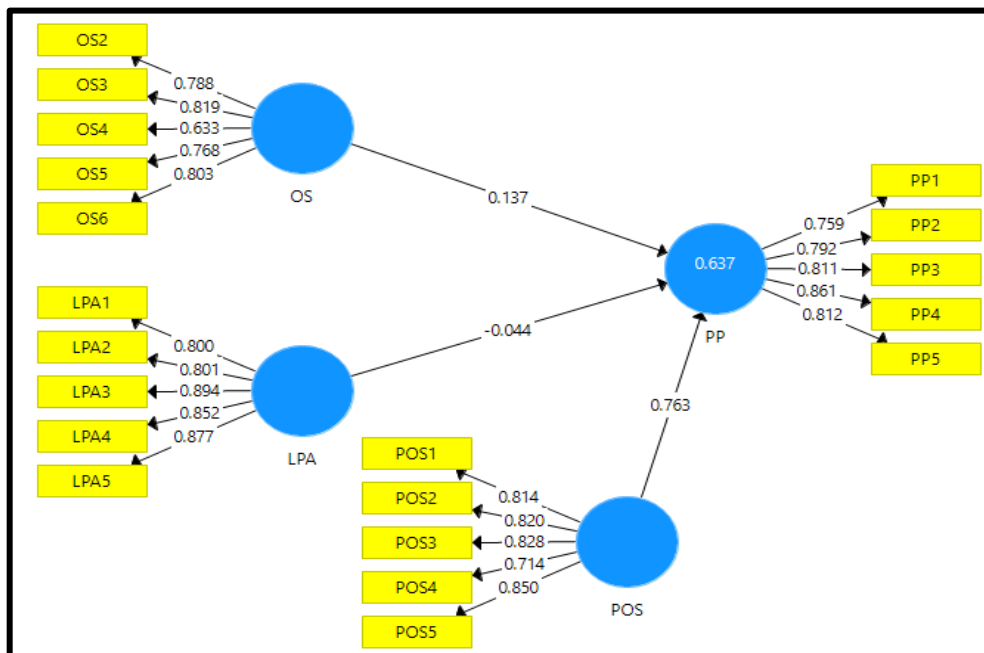 OS2
OS3
OS4
OS5
OS6
0.788
0.819
0.633
0.768
0.803
OS
0.137
LPA1
LPA2
LPA3
LPA4
LPA5
0.800
0.801
0.894
0.852
0.877
LPA
-0.044
POS1
POS2
POS3
POS4
POS5
0.814
0.820
0.828
0.714
0.850
POS
0.763
0.637
PP
0.759
0.792
0.811
0.861
0.812
PP1
PP2
PP3
PP4
PP5